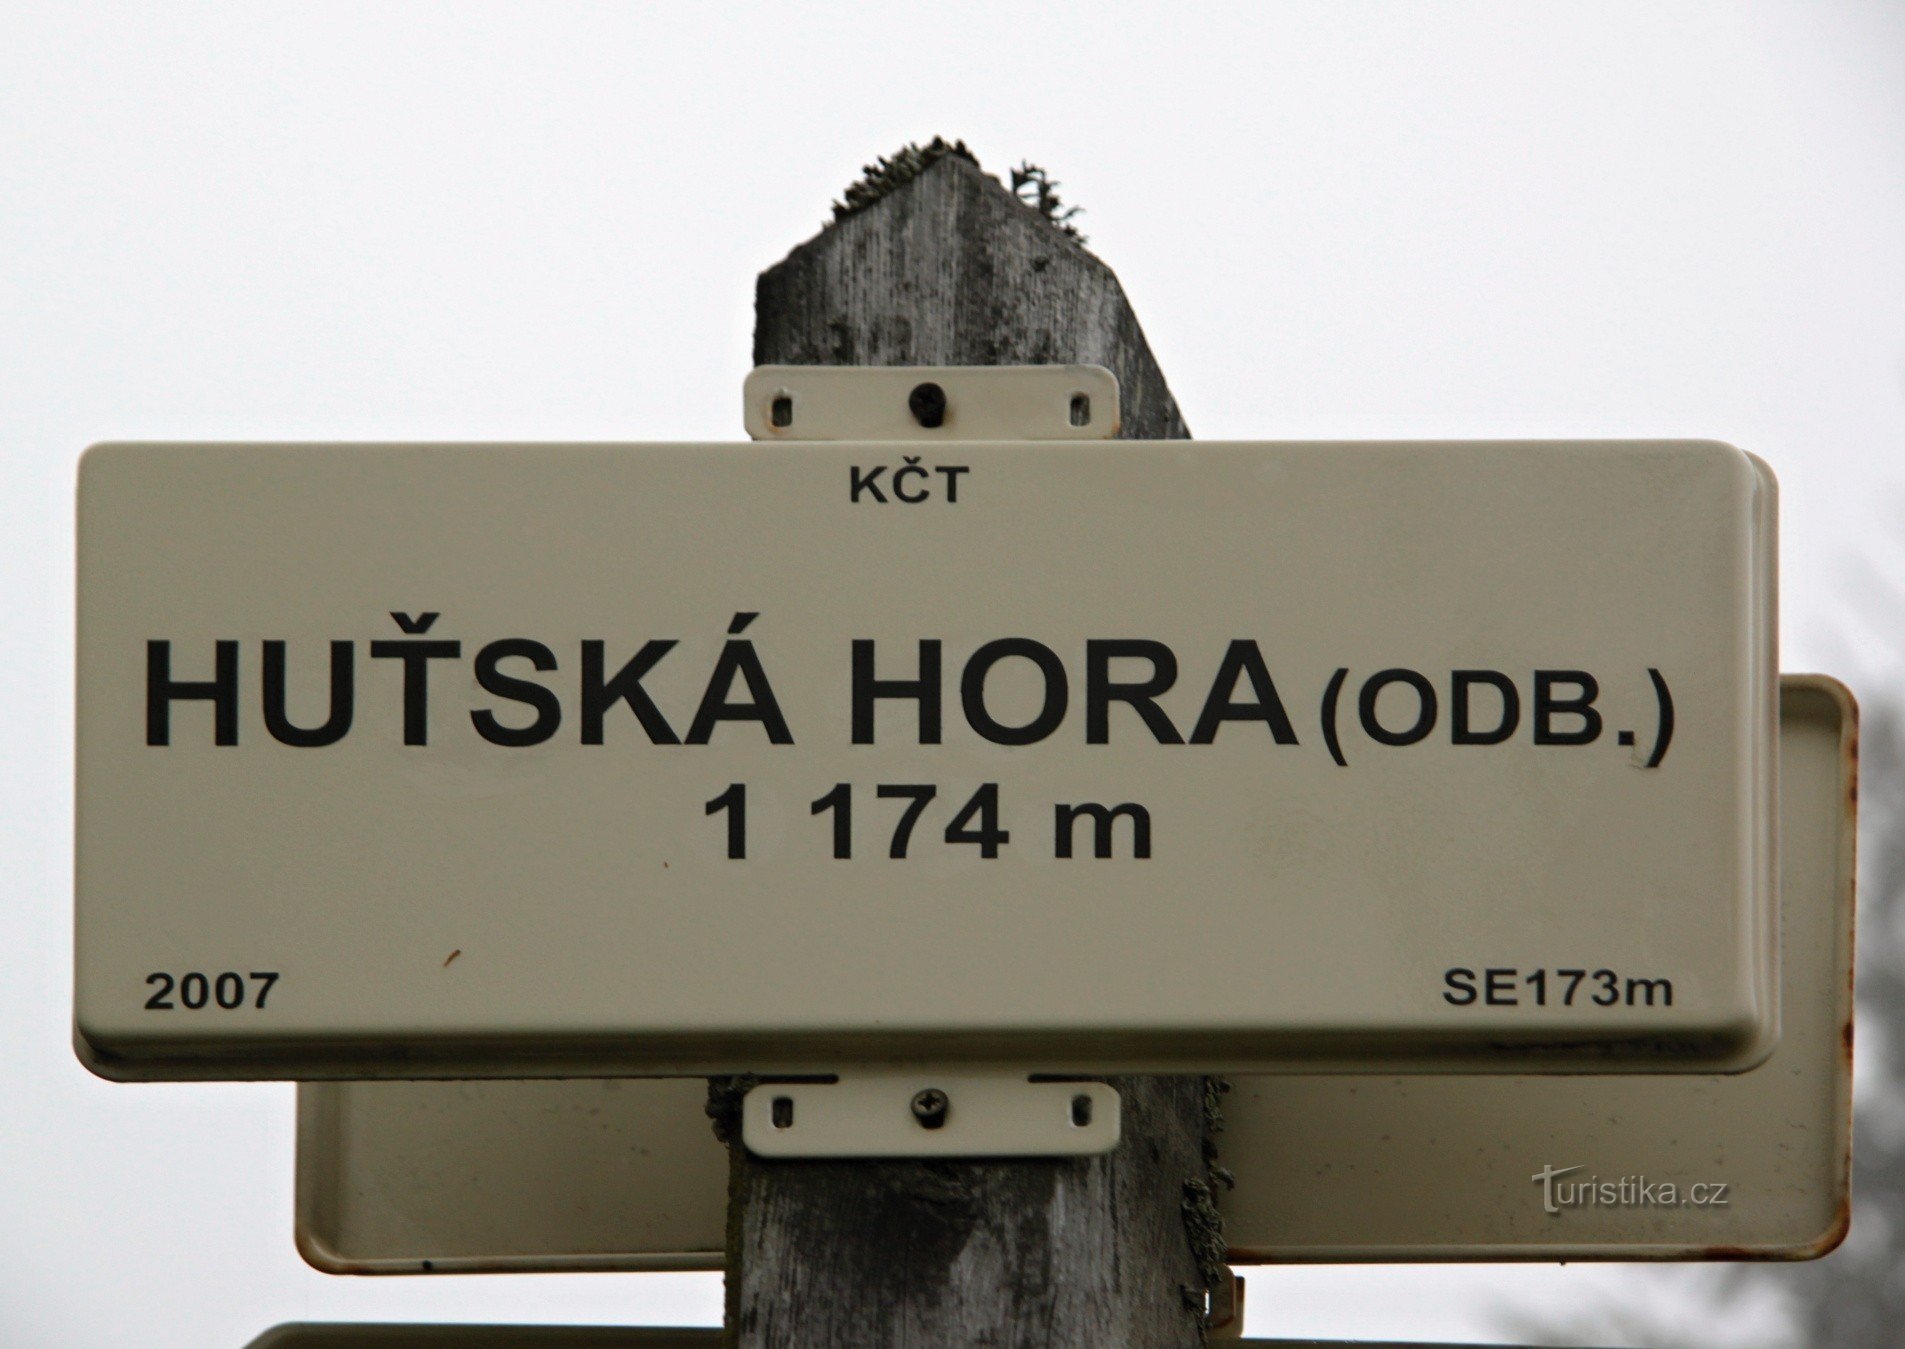 KČT
HUŤSKÁ HORA (ODB.)
1 174 m
2007 SE173m
Turistika.cz